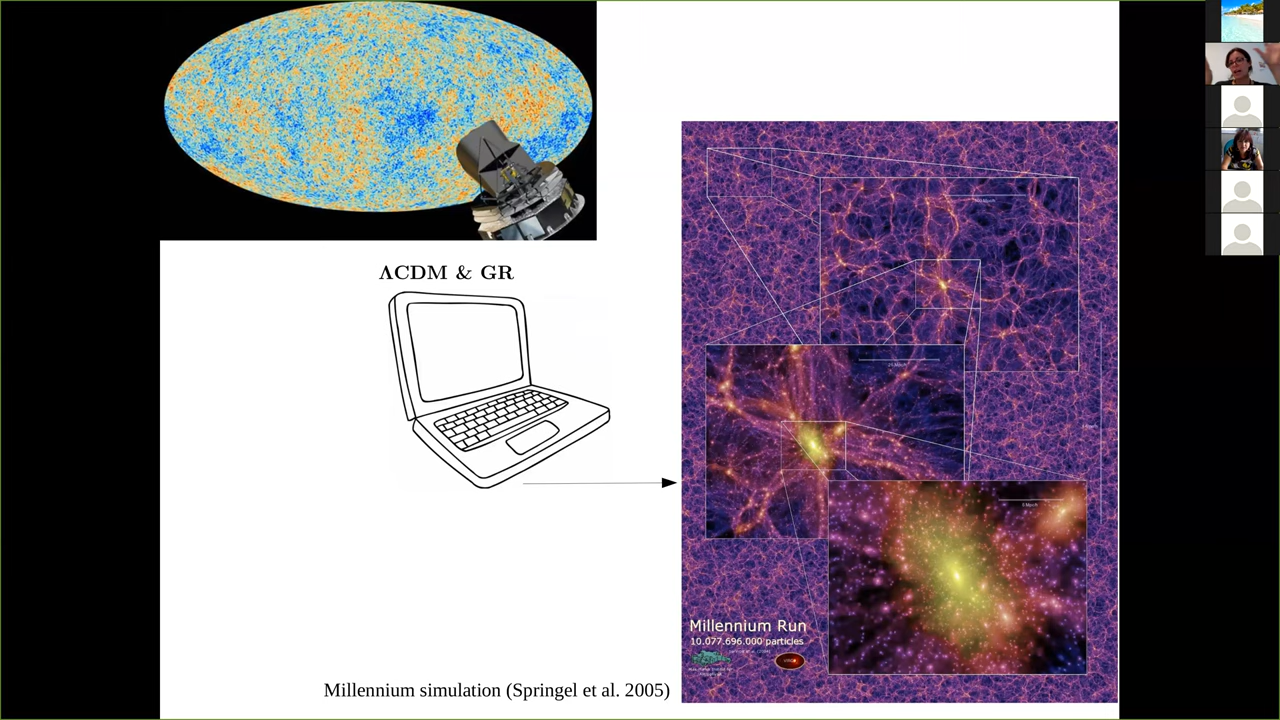 ΛCDM & GR
Millennium Run
10.077.696.000 particles
Millennium simulation (Springel et al. 2005)